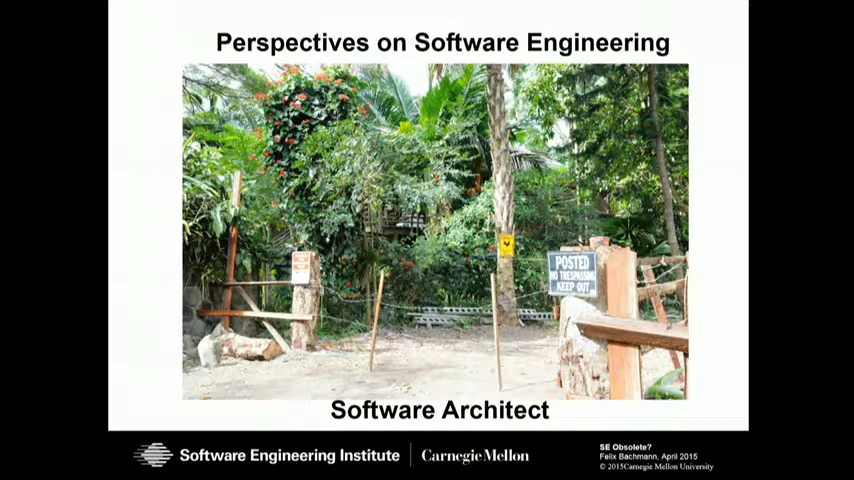 Perspectives on Software Engineering
POSTED
NO TRESPASSING
KEEP OUT
Software Architect
Software Engineering Institute
Carnegie Mellon
SE Obsolete?
Felix Bachmann, April 2015
© 2015Carnegie Mellon University